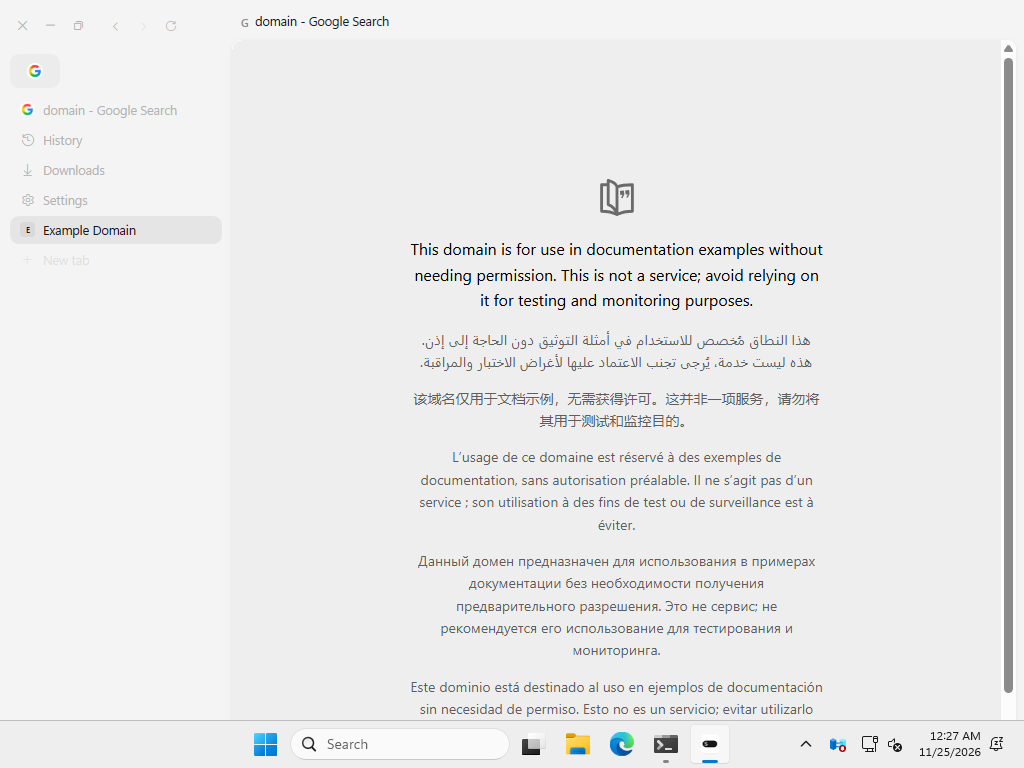 G domain - Google Search
domain - Google Search
History
Downloads
Settings
E Example Domain
New tab
This domain is for use in documentation examples without
needing permission. This is not a service; avoid relying on
it for testing and monitoring purposes.
هذا النطاق مُخصص للاستخدام في أمثلة التوثيق دون الحاجة إلى إذن.
هذه ليست خدمة، يُرجى تجنب الاعتماد عليها لأغراض الاختبار والمراقبة.
该域名仅用于文档示例，无需获得许可。这并非一项服务，请勿将
其用于测试和监控目的。
L’usage de ce domaine est réservé à des exemples de
documentation, sans autorisation préalable. Il ne s’agit pas d’un
service ; son utilisation à des fins de test ou de surveillance est à
éviter.
Данный домен предназначен для использования в примерах
документации без необходимости получения
предварительного разрешения. Это не сервис; не
рекомендуется его использование для тестирования и
мониторинга.
Este dominio está destinado al uso en ejemplos de documentación
sin necesidad de permiso. Esto no es un servicio; evitar utilizarlo
Search
12:27 AM
11/25/2026